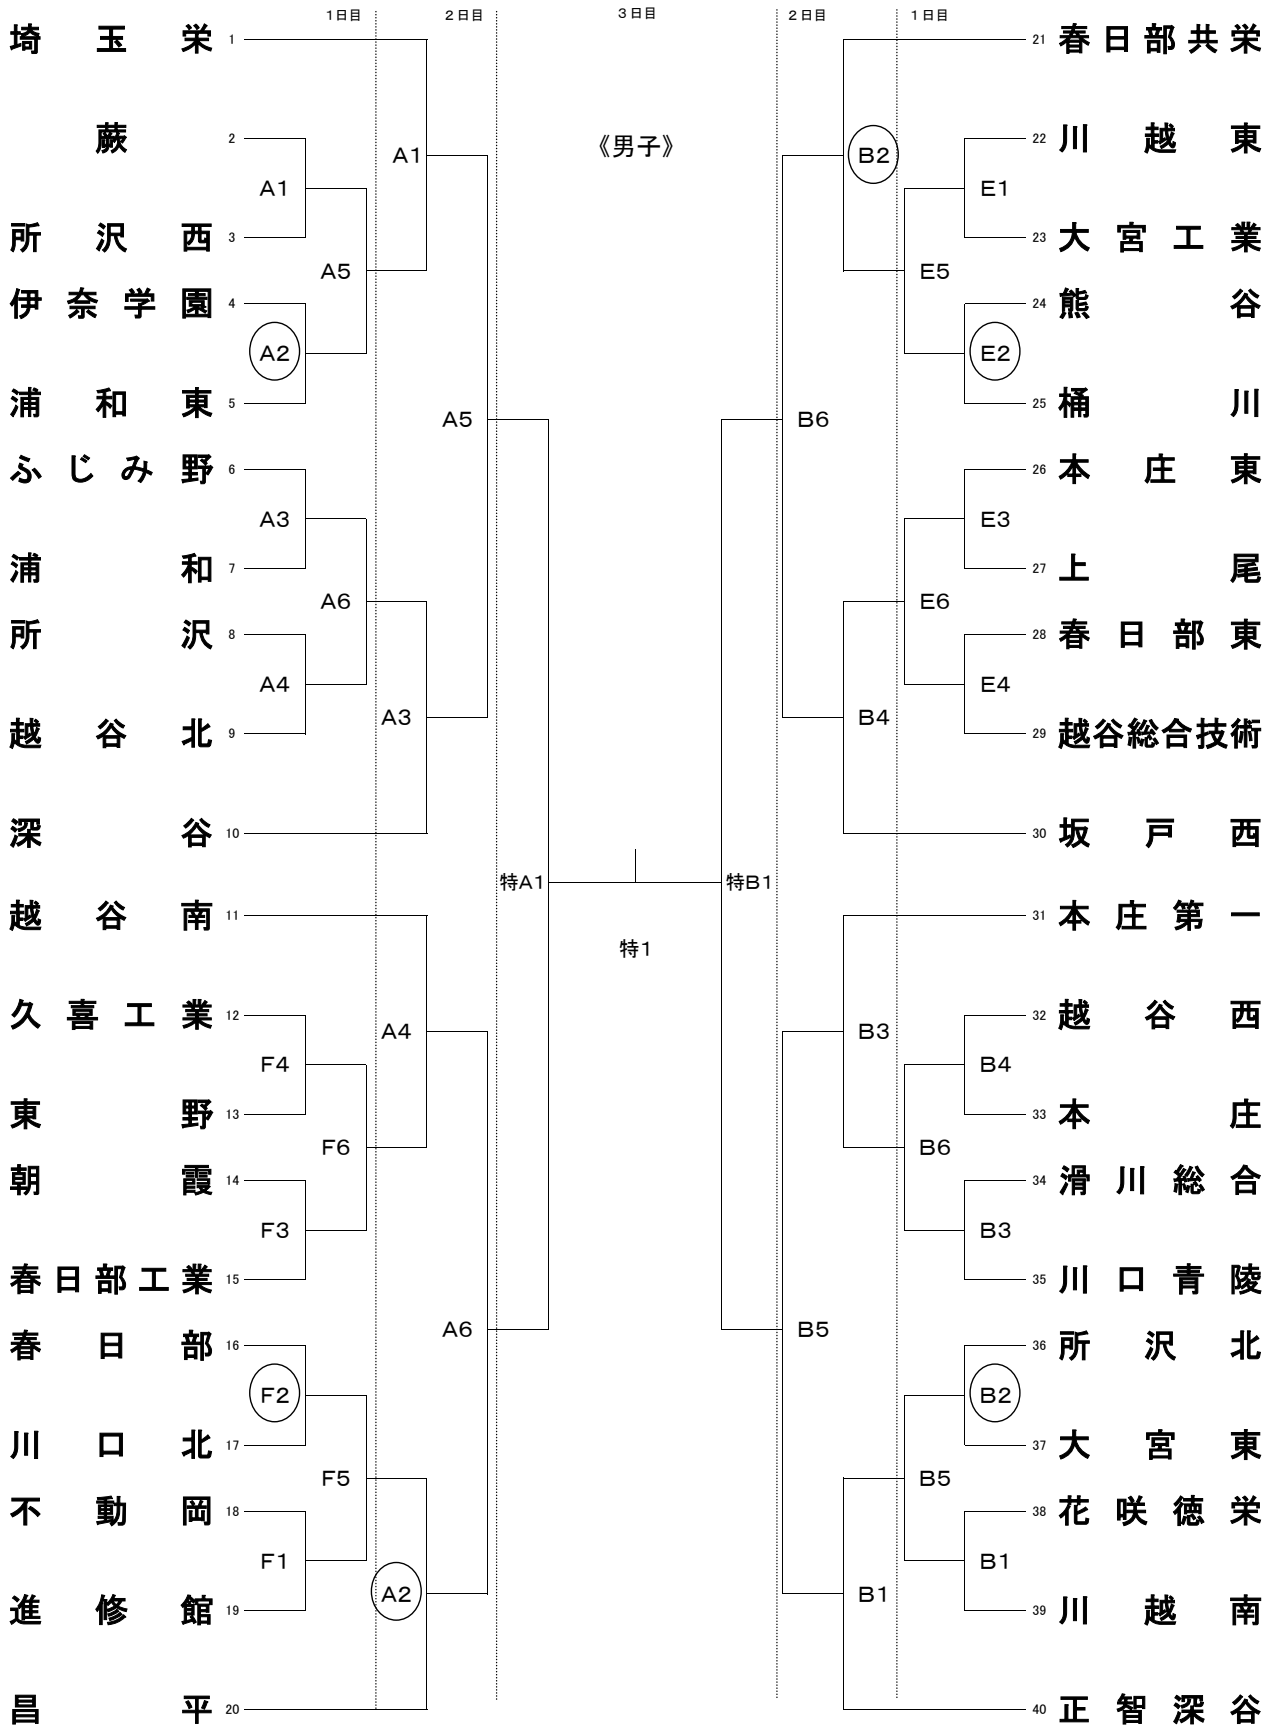 1日目 2日目 3日目 2日目 1日目
《男子》
埼玉栄 1
蕨 2
所沢西 3
伊奈学園 4
浦和東 5
ふじみ野 6
浦和 7
所沢 8
越谷北 9
深谷 10
越谷南 11
久喜工業 12
東野 13
朝霞 14
春日部工業 15
春日部 16
川口北 17
不動岡 18
進修館 19
昌平 20
A1
A2
A3
A4
F4
F3
F2
F1
A5
A6
F6
F5
A1
A3
A4
A2
A5
A6
特A1
特1
特B1
B6
B5
B2
B4
B3
B1
E5
E6
B6
B5
E1
E2
E3
E4
B4
B3
B2
B1
21 春日部共栄
22 川越東
23 大宮工業
24 熊谷
25 桶川
26 本庄東
27 上尾
28 春日部東
29 越谷総合技術
30 坂戸西
31 本庄第一
32 越谷西
33 本庄
34 滑川総合
35 川口青陵
36 所沢北
37 大宮東
38 花咲徳栄
39 川越南
40 正智深谷